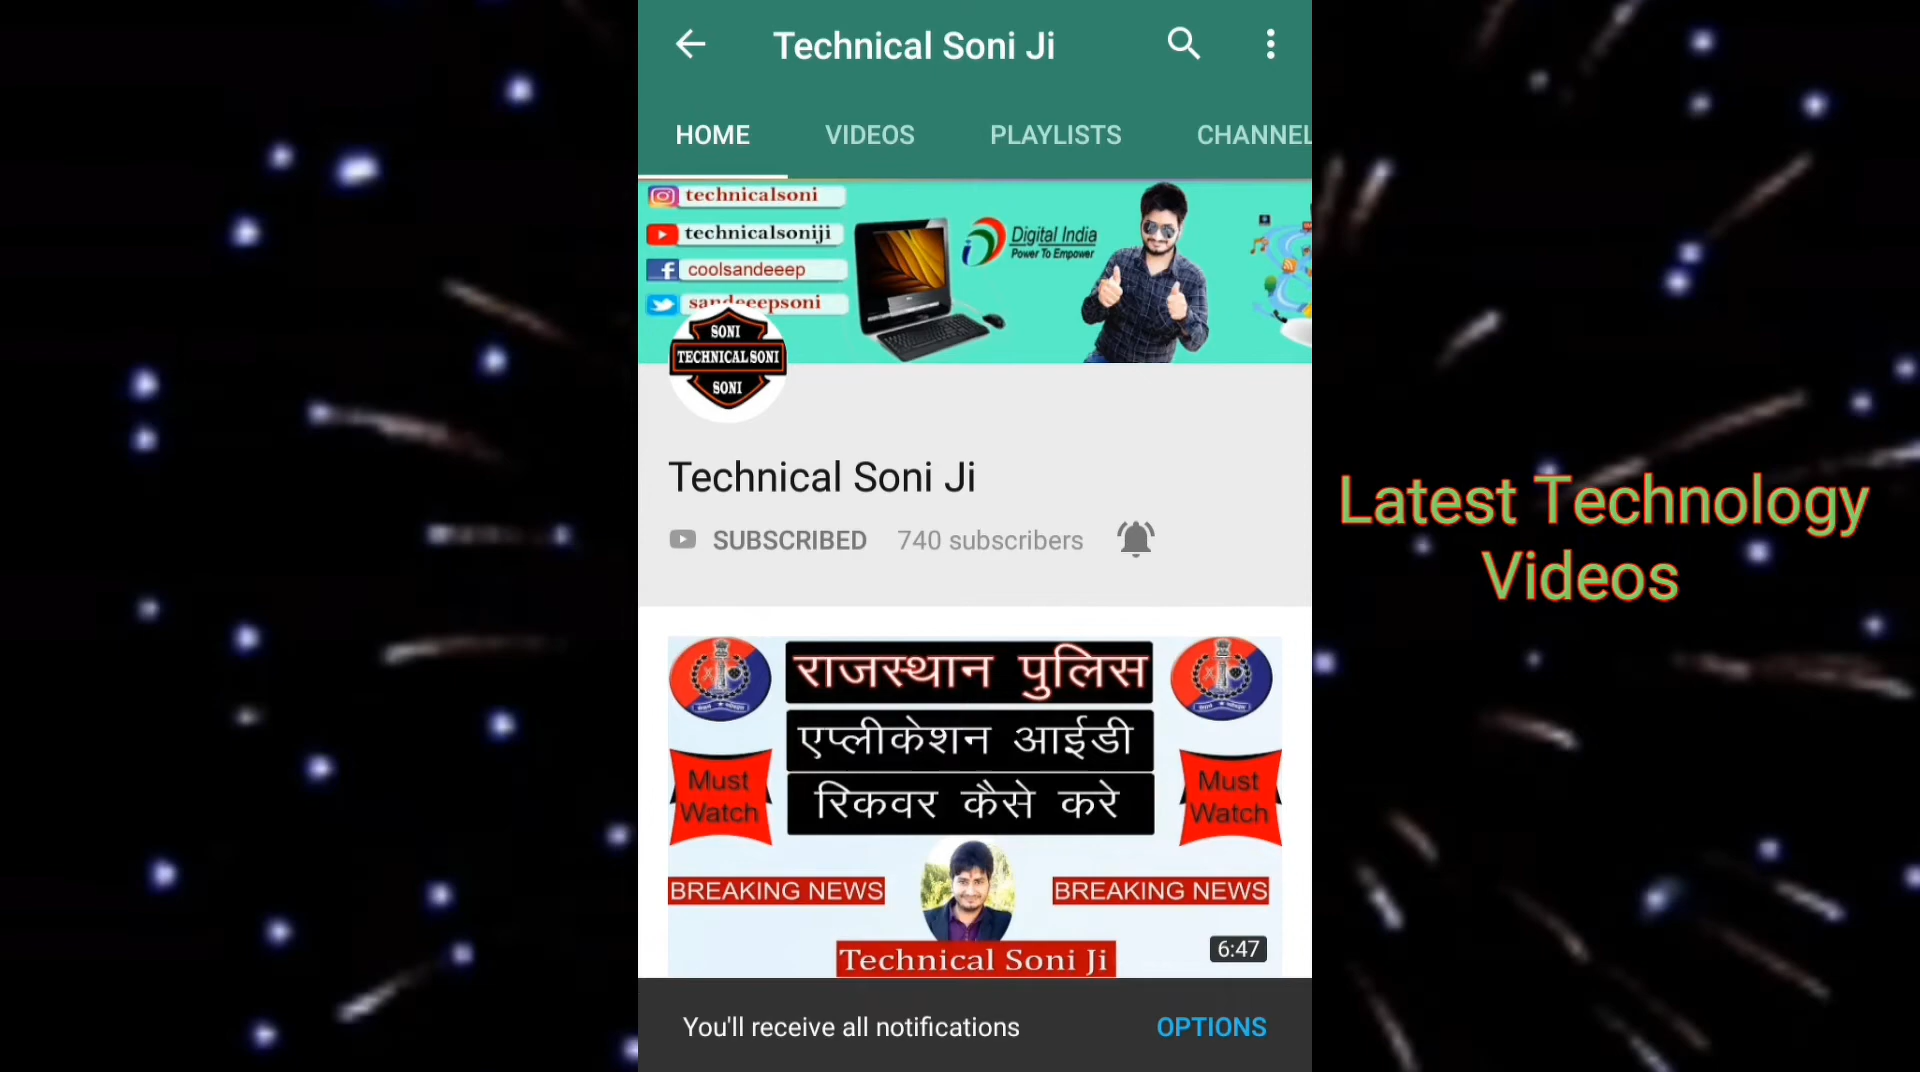 Technical Soni Ji
HOME VIDEOS PLAYLISTS CHANNEL
technicalsoni
technicalsoniji
coolsandeeep
sandeeepsoni
Digital India
Power To Empower
SONI
TECHNICAL SONI
SONI
Technical Soni Ji
SUBSCRIBED 740 subscribers
Latest Technology
Videos
राजस्थान पुलिस
एप्लीकेशन आईडी
रिकवर कैसे करे
Must
Watch
Must
Watch
BREAKING NEWS
BREAKING NEWS
Technical Soni Ji
6:47
You'll receive all notifications OPTIONS